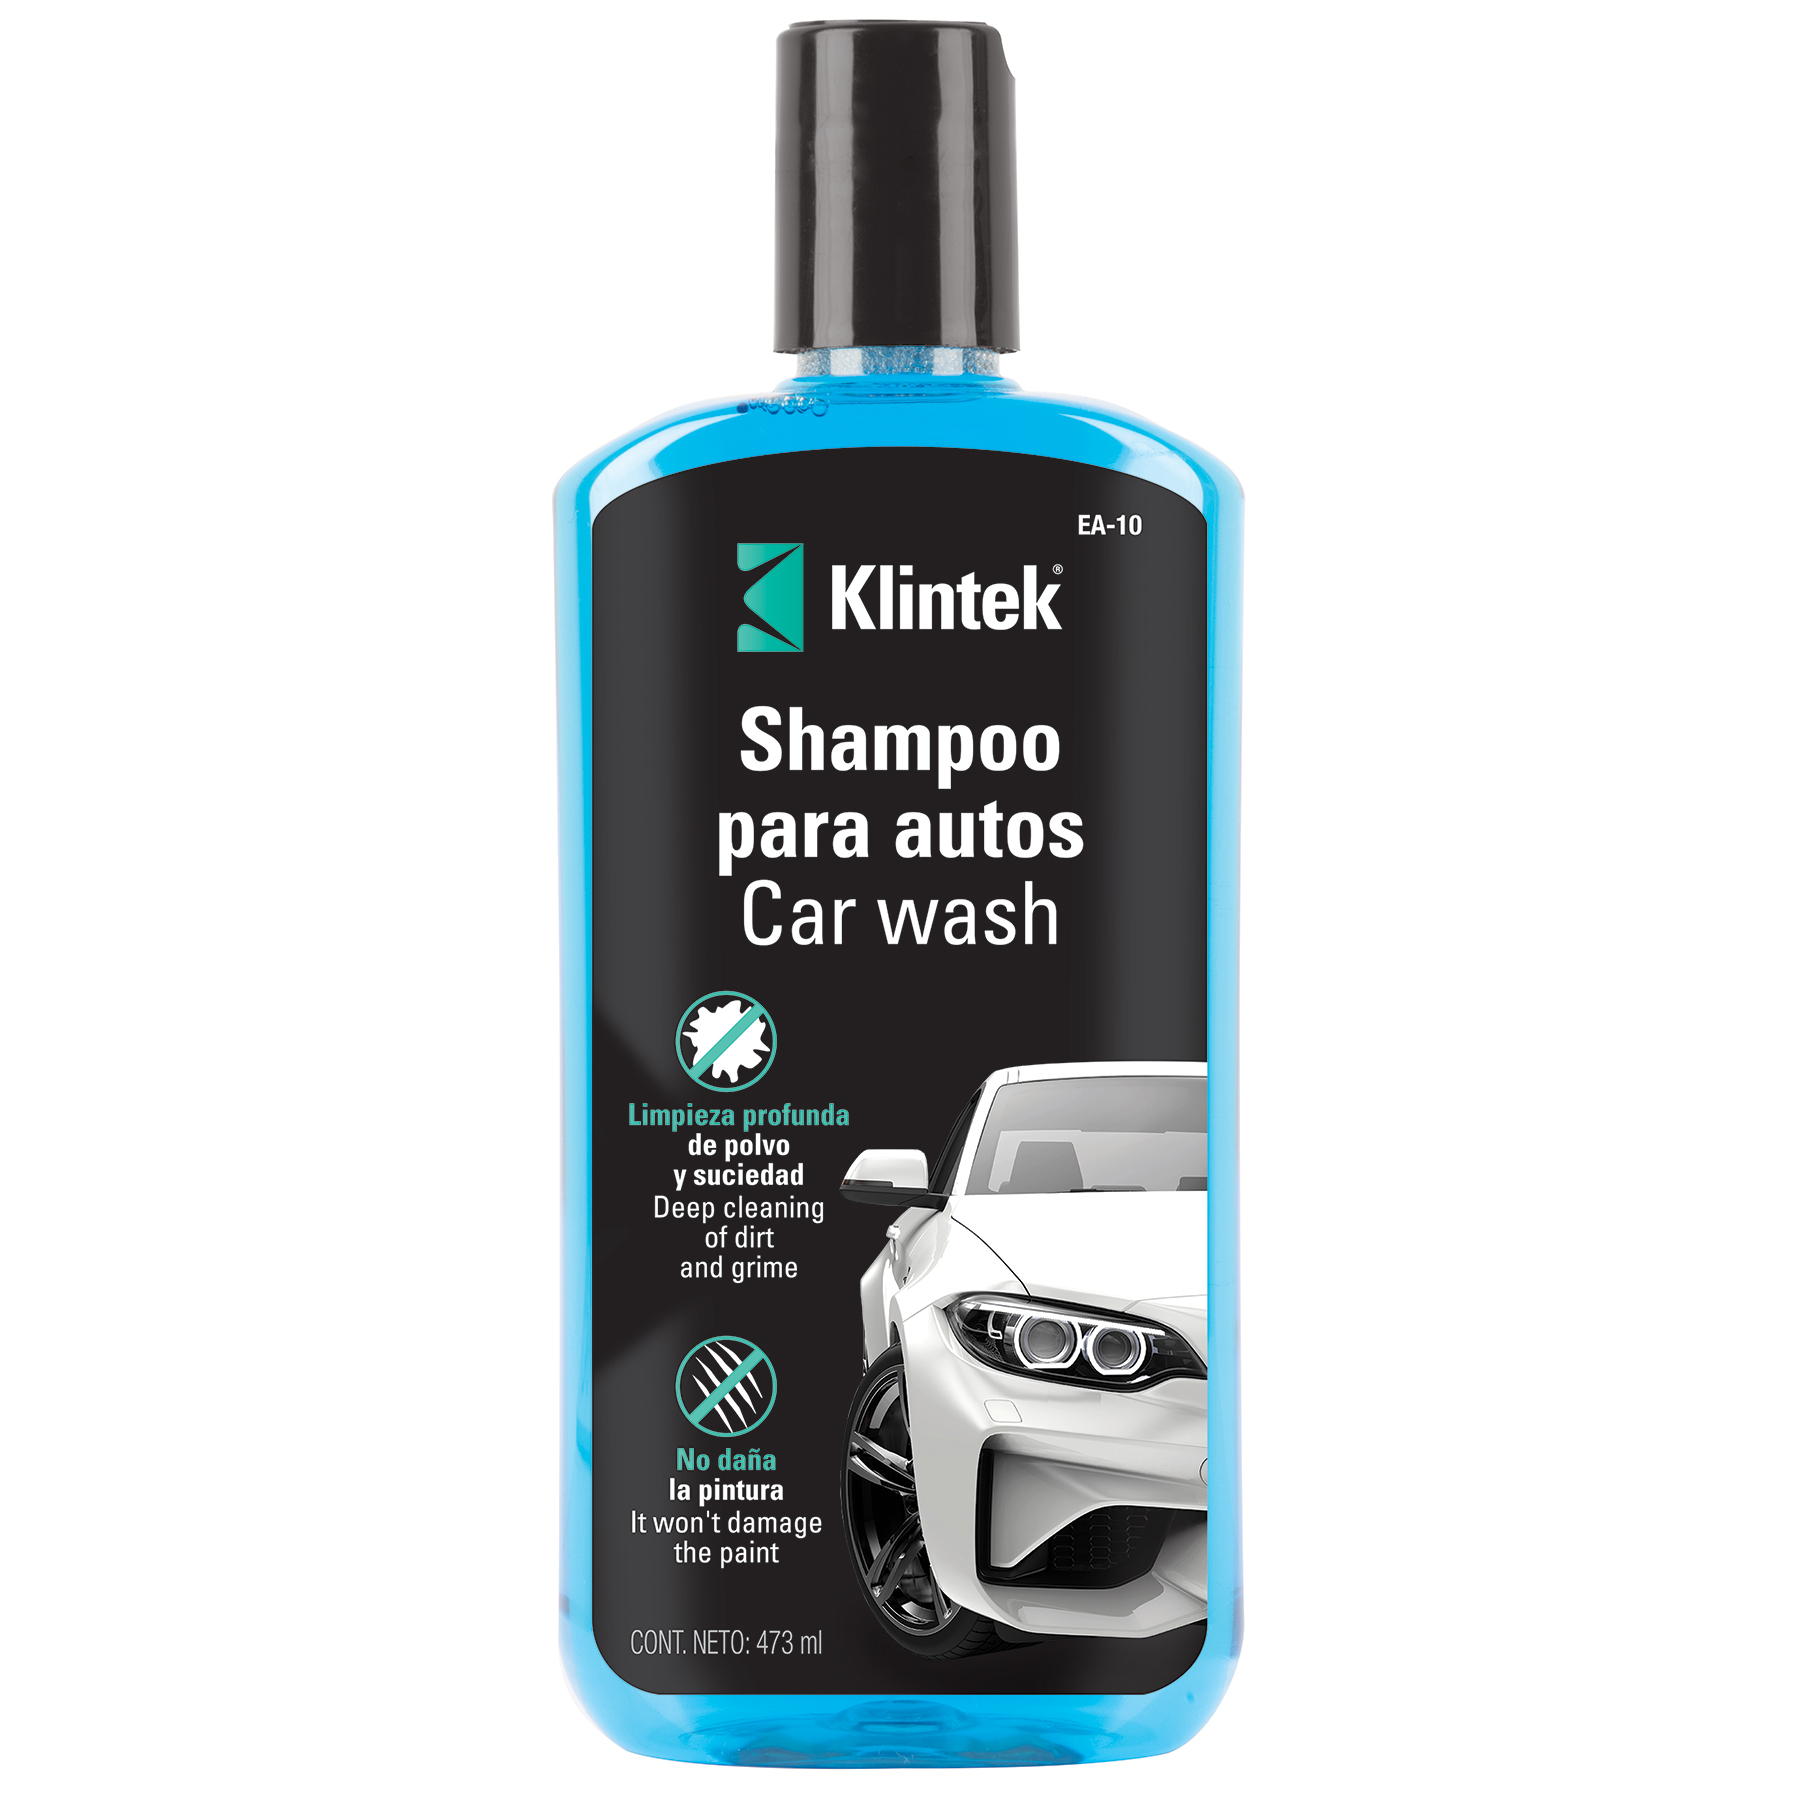 EA-10
Klintek®
Shampoo
para autos
Car wash
Limpieza profunda
de polvo
y suciedad
Deep cleaning
of dirt
and grime
No daña
la pintura
It won't damage
the paint
CONT. NETO: 473 ml